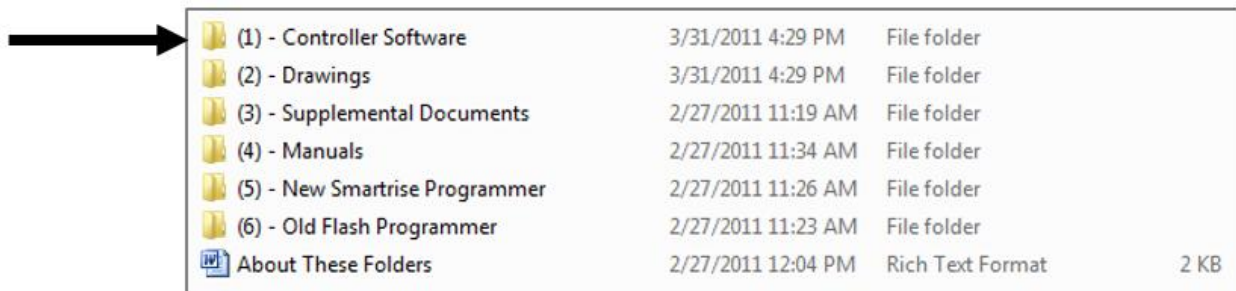 (1) - Controller Software 3/31/2011 4:29 PM File folder
(2) - Drawings 3/31/2011 4:29 PM File folder
(3) - Supplemental Documents 2/27/2011 11:19 AM File folder
(4) - Manuals 2/27/2011 11:34 AM File folder
(5) - New Smartrise Programmer 2/27/2011 11:26 AM File folder
(6) - Old Flash Programmer 2/27/2011 11:23 AM File folder
About These Folders 2/27/2011 12:04 PM Rich Text Format 2 KB